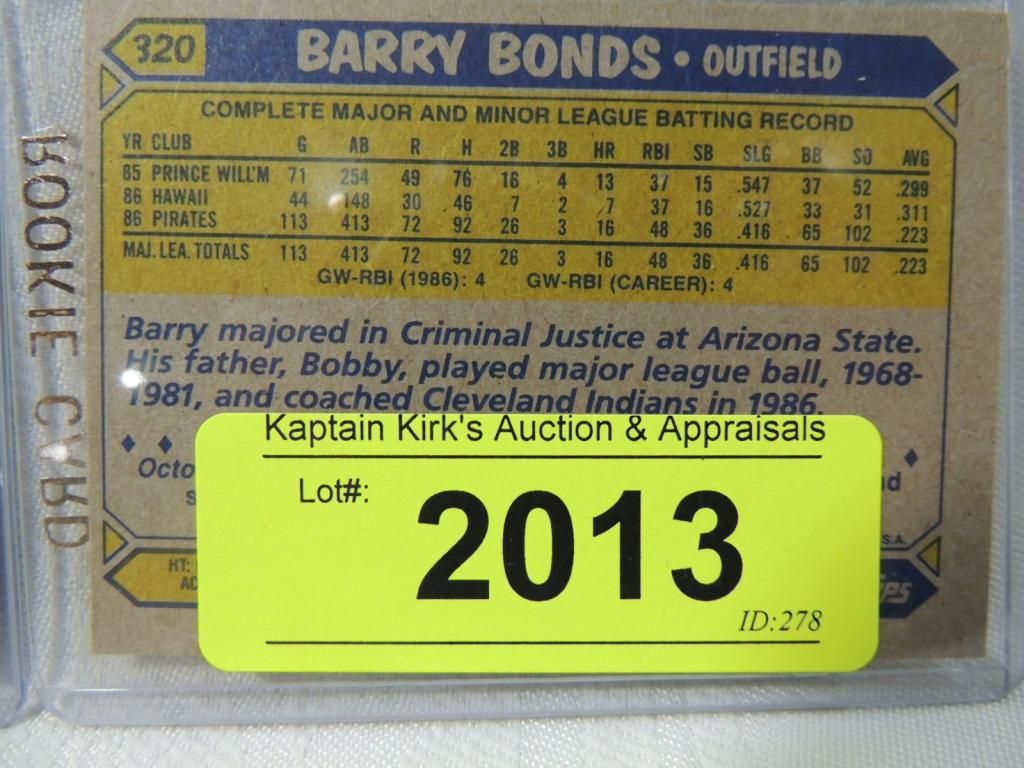 320 BARRY BONDS • OUTFIELD
COMPLETE MAJOR AND MINOR LEAGUE BATTING RECORD
YR CLUB G AB R H 2B 3B HR RBI SB SLG BB SO AVG
85 PRINCE WILL'M 71 254 49 76 16 4 13 37 15 .547 37 52 .299
86 HAWAII 44 148 30 46 7 2 7 37 16 .527 33 31 .311
86 PIRATES 113 413 72 92 26 3 16 48 36 .416 65 102 .223
MAJ. LEA. TOTALS 113 413 72 92 26 3 16 48 36 .416 65 102 .223
GW-RBI (1986): 4 GW-RBI (CAREER): 4
Barry majored in Criminal Justice at Arizona State.
His father, Bobby, played major league ball, 1968-
1981, and coached Cleveland Indians in 1986.
Octo
S.A.
HT:
AC
ROOKIE CARD
Kaptain Kirk's Auction & Appraisals
Lot#:
2013
ID:278